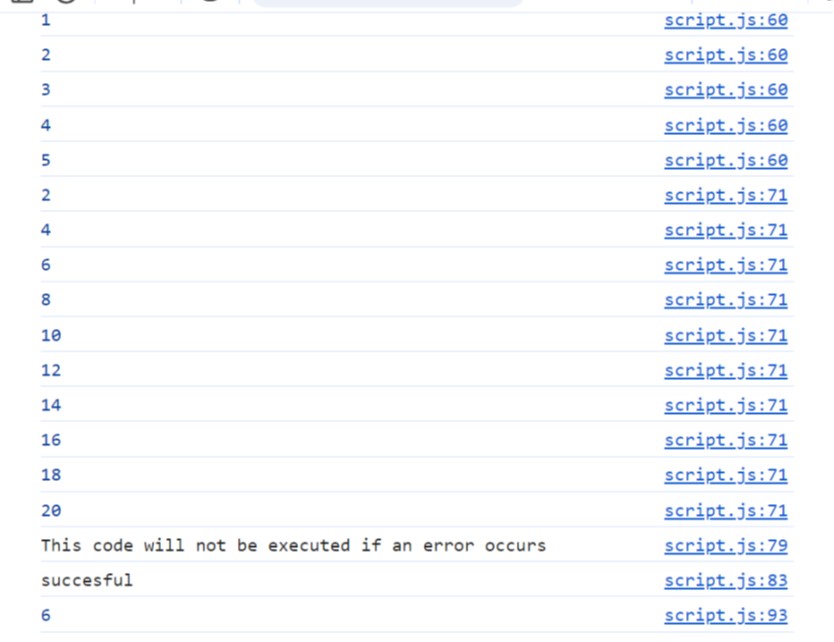 1 script.js:60
2 script.js:60
3 script.js:60
4 script.js:60
5 script.js:60
2 script.js:71
4 script.js:71
6 script.js:71
8 script.js:71
10 script.js:71
12 script.js:71
14 script.js:71
16 script.js:71
18 script.js:71
20 script.js:71
This code will not be executed if an error occurs script.js:79
succesful script.js:83
6 script.js:93